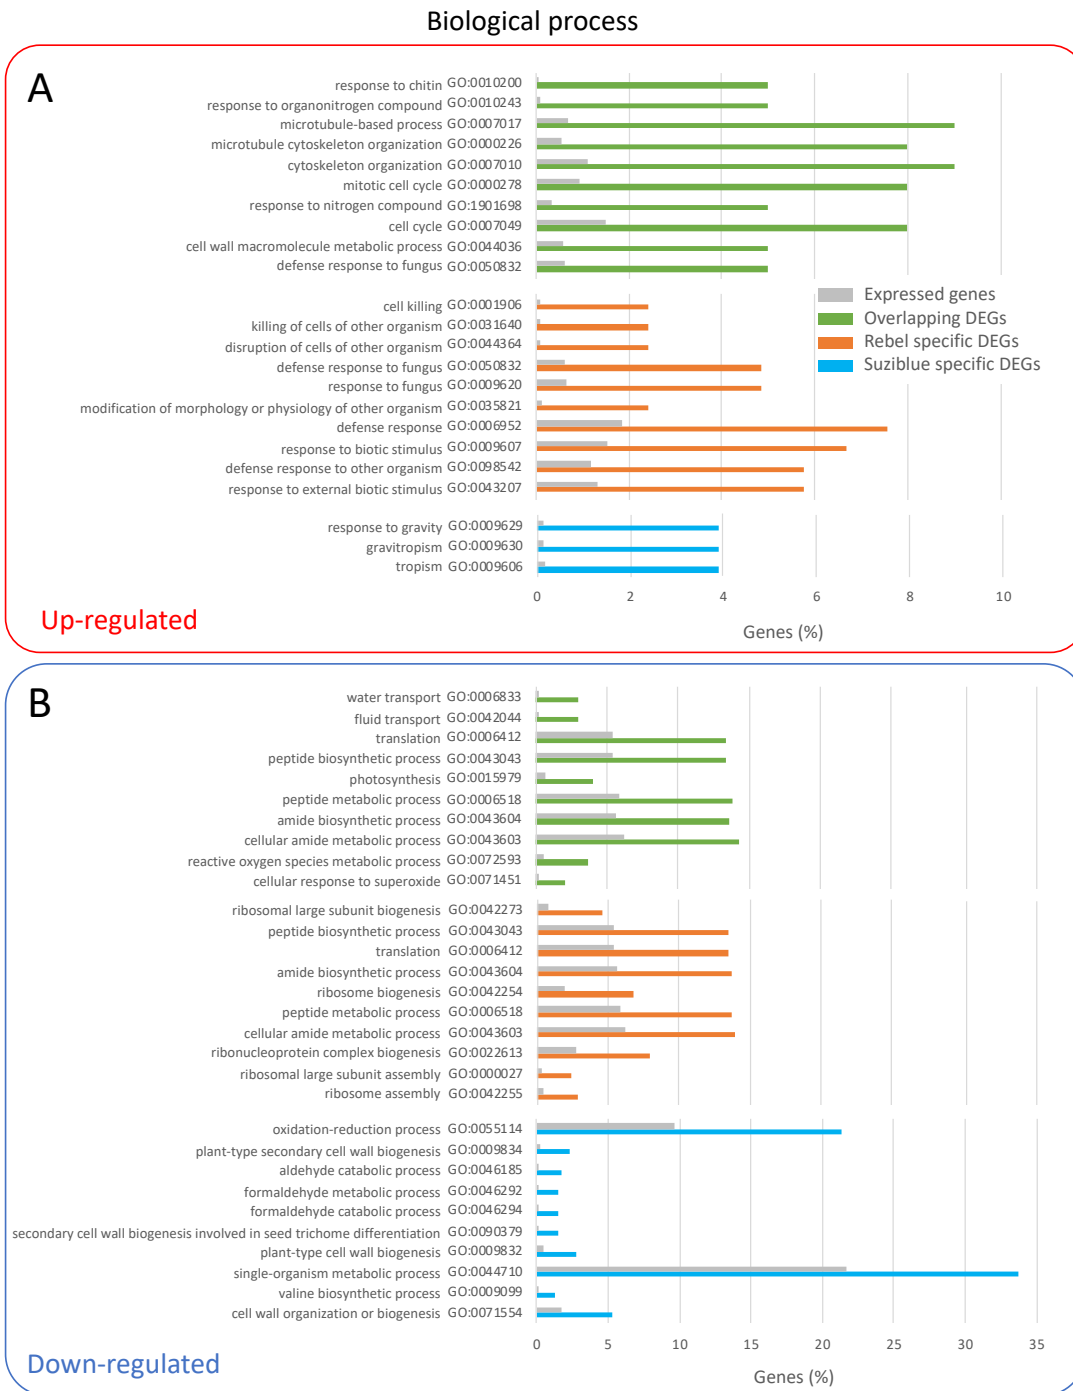 Biological process
A
response to chitin GO:0010200
response to organonitrogen compound GO:0010243
microtubule-based process GO:0007017
microtubule cytoskeleton organization GO:0000226
cytoskeleton organization GO:0007010
mitotic cell cycle GO:0000278
response to nitrogen compound GO:1901698
cell cycle GO:0007049
cell wall macromolecule metabolic process GO:0044036
defense response to fungus GO:0050832
Expressed genes
Overlapping DEGs
Rebel specific DEGs
Suziblue specific DEGs
cell killing GO:0001906
killing of cells of other organism GO:0031640
disruption of cells of other organism GO:0044364
defense response to fungus GO:0050832
response to fungus GO:0009620
modification of morphology or physiology of other organism GO:0035821
defense response GO:0006952
response to biotic stimulus GO:0009607
defense response to other organism GO:0098542
response to external biotic stimulus GO:0043207
response to gravity GO:0009629
gravitropism GO:0009630
tropism GO:0009606
0 2 4 6 8 10
Genes (%)
Up-regulated
B
water transport GO:0006833
fluid transport GO:0042044
translation GO:0006412
peptide biosynthetic process GO:0043043
photosynthesis GO:0015979
peptide metabolic process GO:0006518
amide biosynthetic process GO:0043604
cellular amide metabolic process GO:0043603
reactive oxygen species metabolic process GO:0072593
cellular response to superoxide GO:0071451
ribosomal large subunit biogenesis GO:0042273
peptide biosynthetic process GO:0043043
translation GO:0006412
amide biosynthetic process GO:0043604
ribosome biogenesis GO:0042254
peptide metabolic process GO:0006518
cellular amide metabolic process GO:0043603
ribonucleoprotein complex biogenesis GO:0022613
ribosomal large subunit assembly GO:0000027
ribosome assembly GO:0042255
oxidation-reduction process GO:0055114
plant-type secondary cell wall biogenesis GO:0009834
aldehyde catabolic process GO:0046185
formaldehyde metabolic process GO:0046292
formaldehyde catabolic process GO:0046294
secondary cell wall biogenesis involved in seed trichome differentiation GO:0090379
plant-type cell wall biogenesis GO:0009832
single-organism metabolic process GO:0044710
valine biosynthetic process GO:0009099
cell wall organization or biogenesis GO:0071554
0 5 10 15 20 25 30 35
Genes (%)
Down-regulated